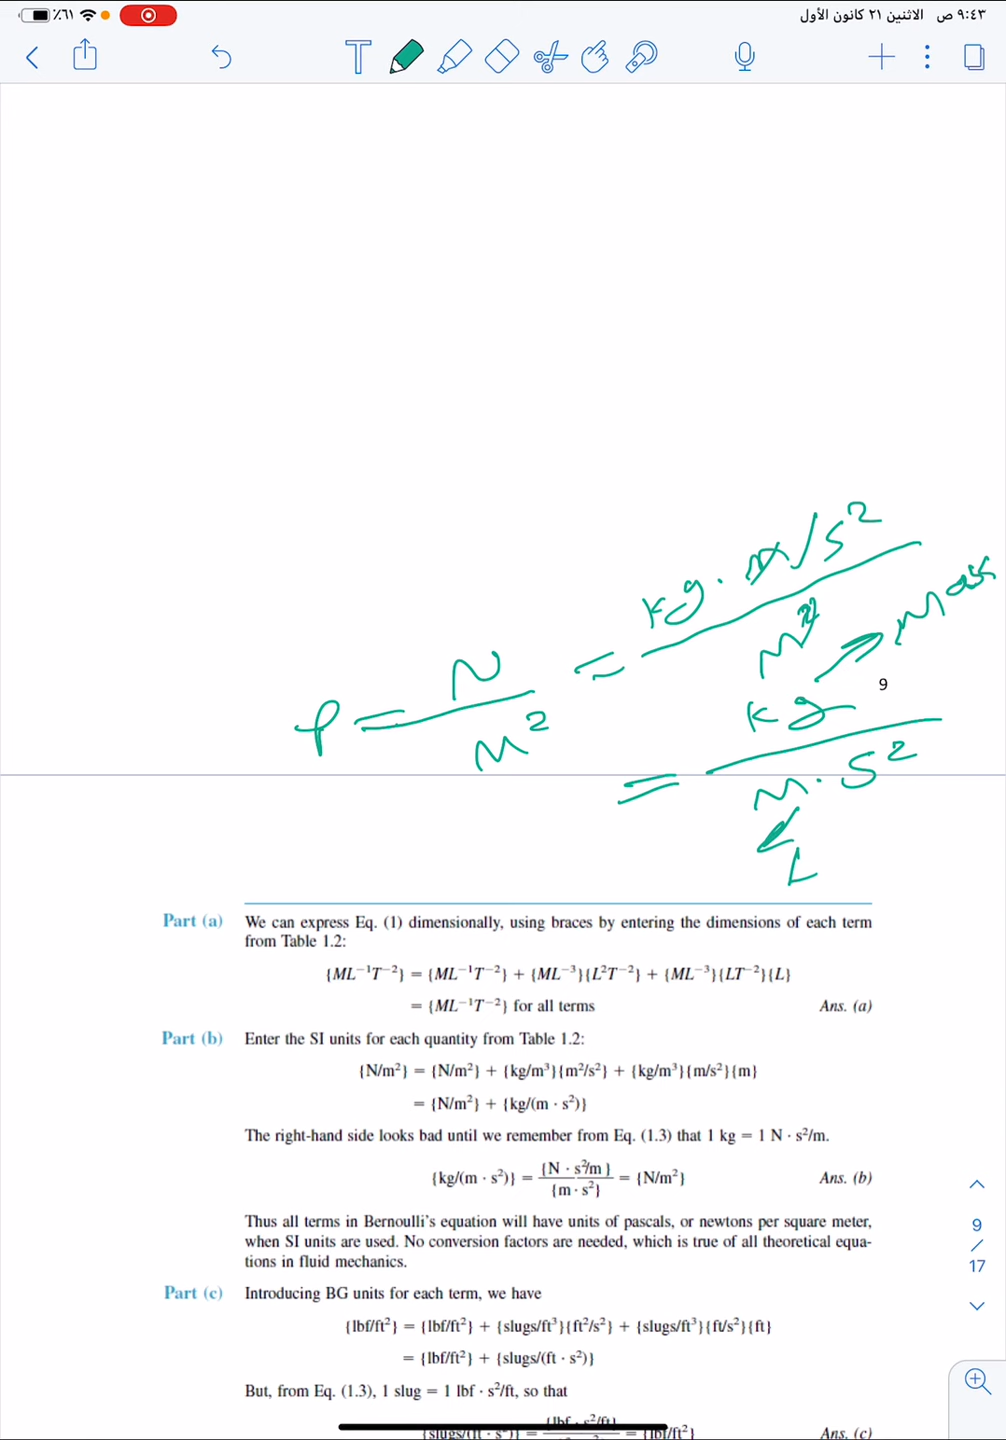 ٩:٤٣ ص الاثنين ٢١ كانون الأول
٪٦١
P = N / M² = kg · m/s² / M²
Mass
9
= kg / M · S²
L
Part (a) We can express Eq. (1) dimensionally, using braces by entering the dimensions of each term
from Table 1.2:
{ML⁻¹T⁻²} = {ML⁻¹T⁻²} + {ML⁻³}{L²T⁻²} + {ML⁻³}{LT⁻²}{L}
= {ML⁻¹T⁻²} for all terms Ans. (a)
Part (b) Enter the SI units for each quantity from Table 1.2:
{N/m²} = {N/m²} + {kg/m³}{m²/s²} + {kg/m³}{m/s²}{m}
= {N/m²} + {kg/(m · s²)}
The right-hand side looks bad until we remember from Eq. (1.3) that 1 kg = 1 N · s²/m.
{kg/(m · s²)} = {N · s²/m} / {m · s²} = {N/m²} Ans. (b)
Thus all terms in Bernoulli's equation will have units of pascals, or newtons per square meter,
when SI units are used. No conversion factors are needed, which is true of all theoretical equa-
tions in fluid mechanics.
Part (c) Introducing BG units for each term, we have
{lbf/ft²} = {lbf/ft²} + {slugs/ft³}{ft²/s²} + {slugs/ft³}{ft/s²}{ft}
= {lbf/ft²} + {slugs/(ft · s²)}
But, from Eq. (1.3), 1 slug = 1 lbf · s²/ft, so that
{slugs/(ft · s²)} = {lbf · s²/ft} = {lbf/ft²} Ans. (c)
9
/
17